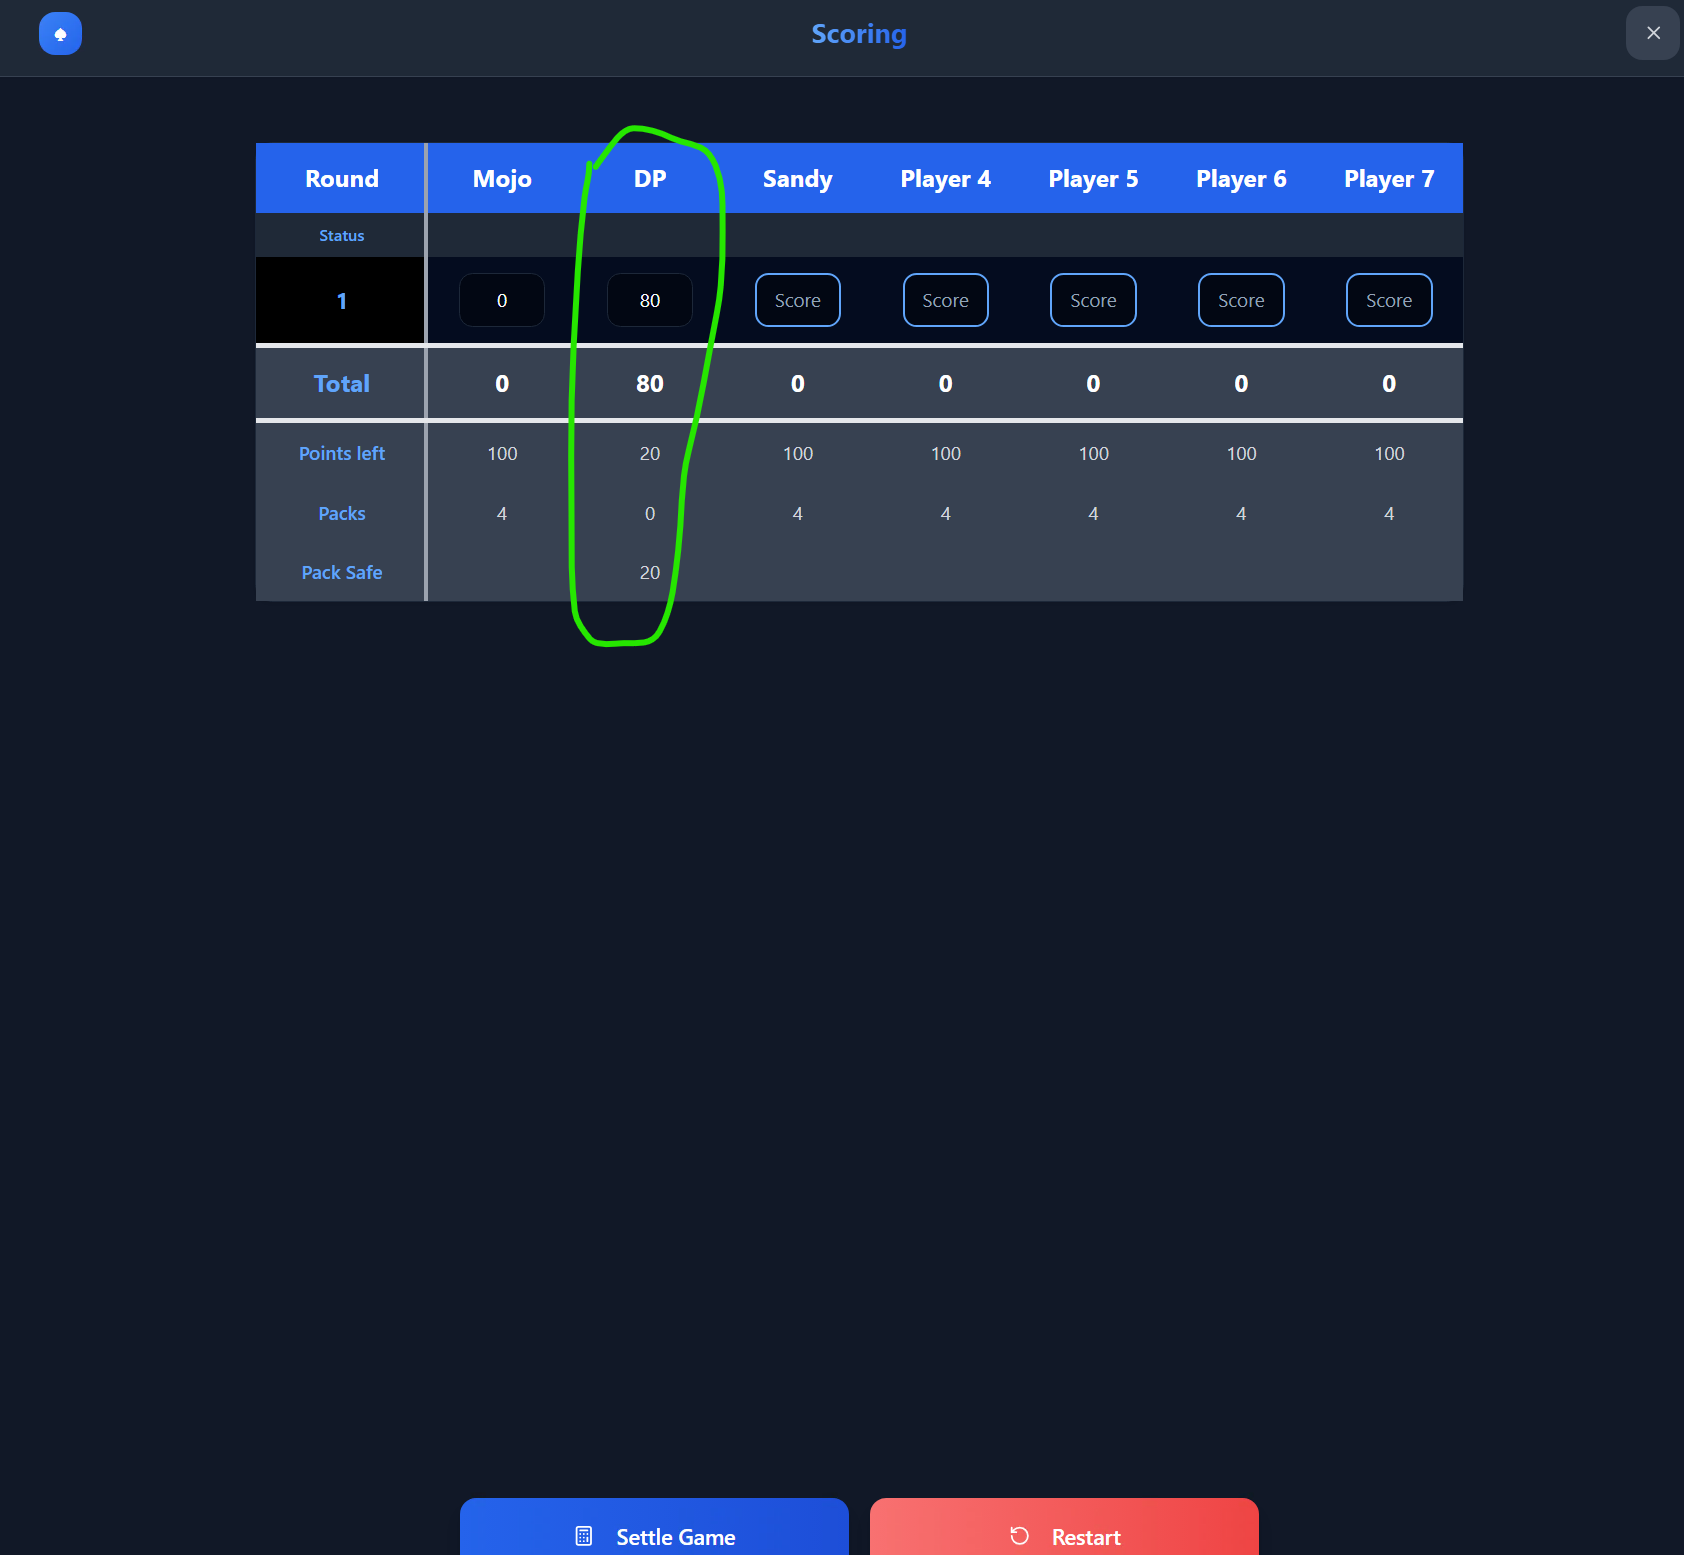 Scoring
Round Mojo DP Sandy Player 4 Player 5 Player 6 Player 7
Status
1 0 80 Score Score Score Score Score
Total 0 80 0 0 0 0 0
Points left 100 20 100 100 100 100 100
Packs 4 0 4 4 4 4 4
Pack Safe 20
Settle Game Restart